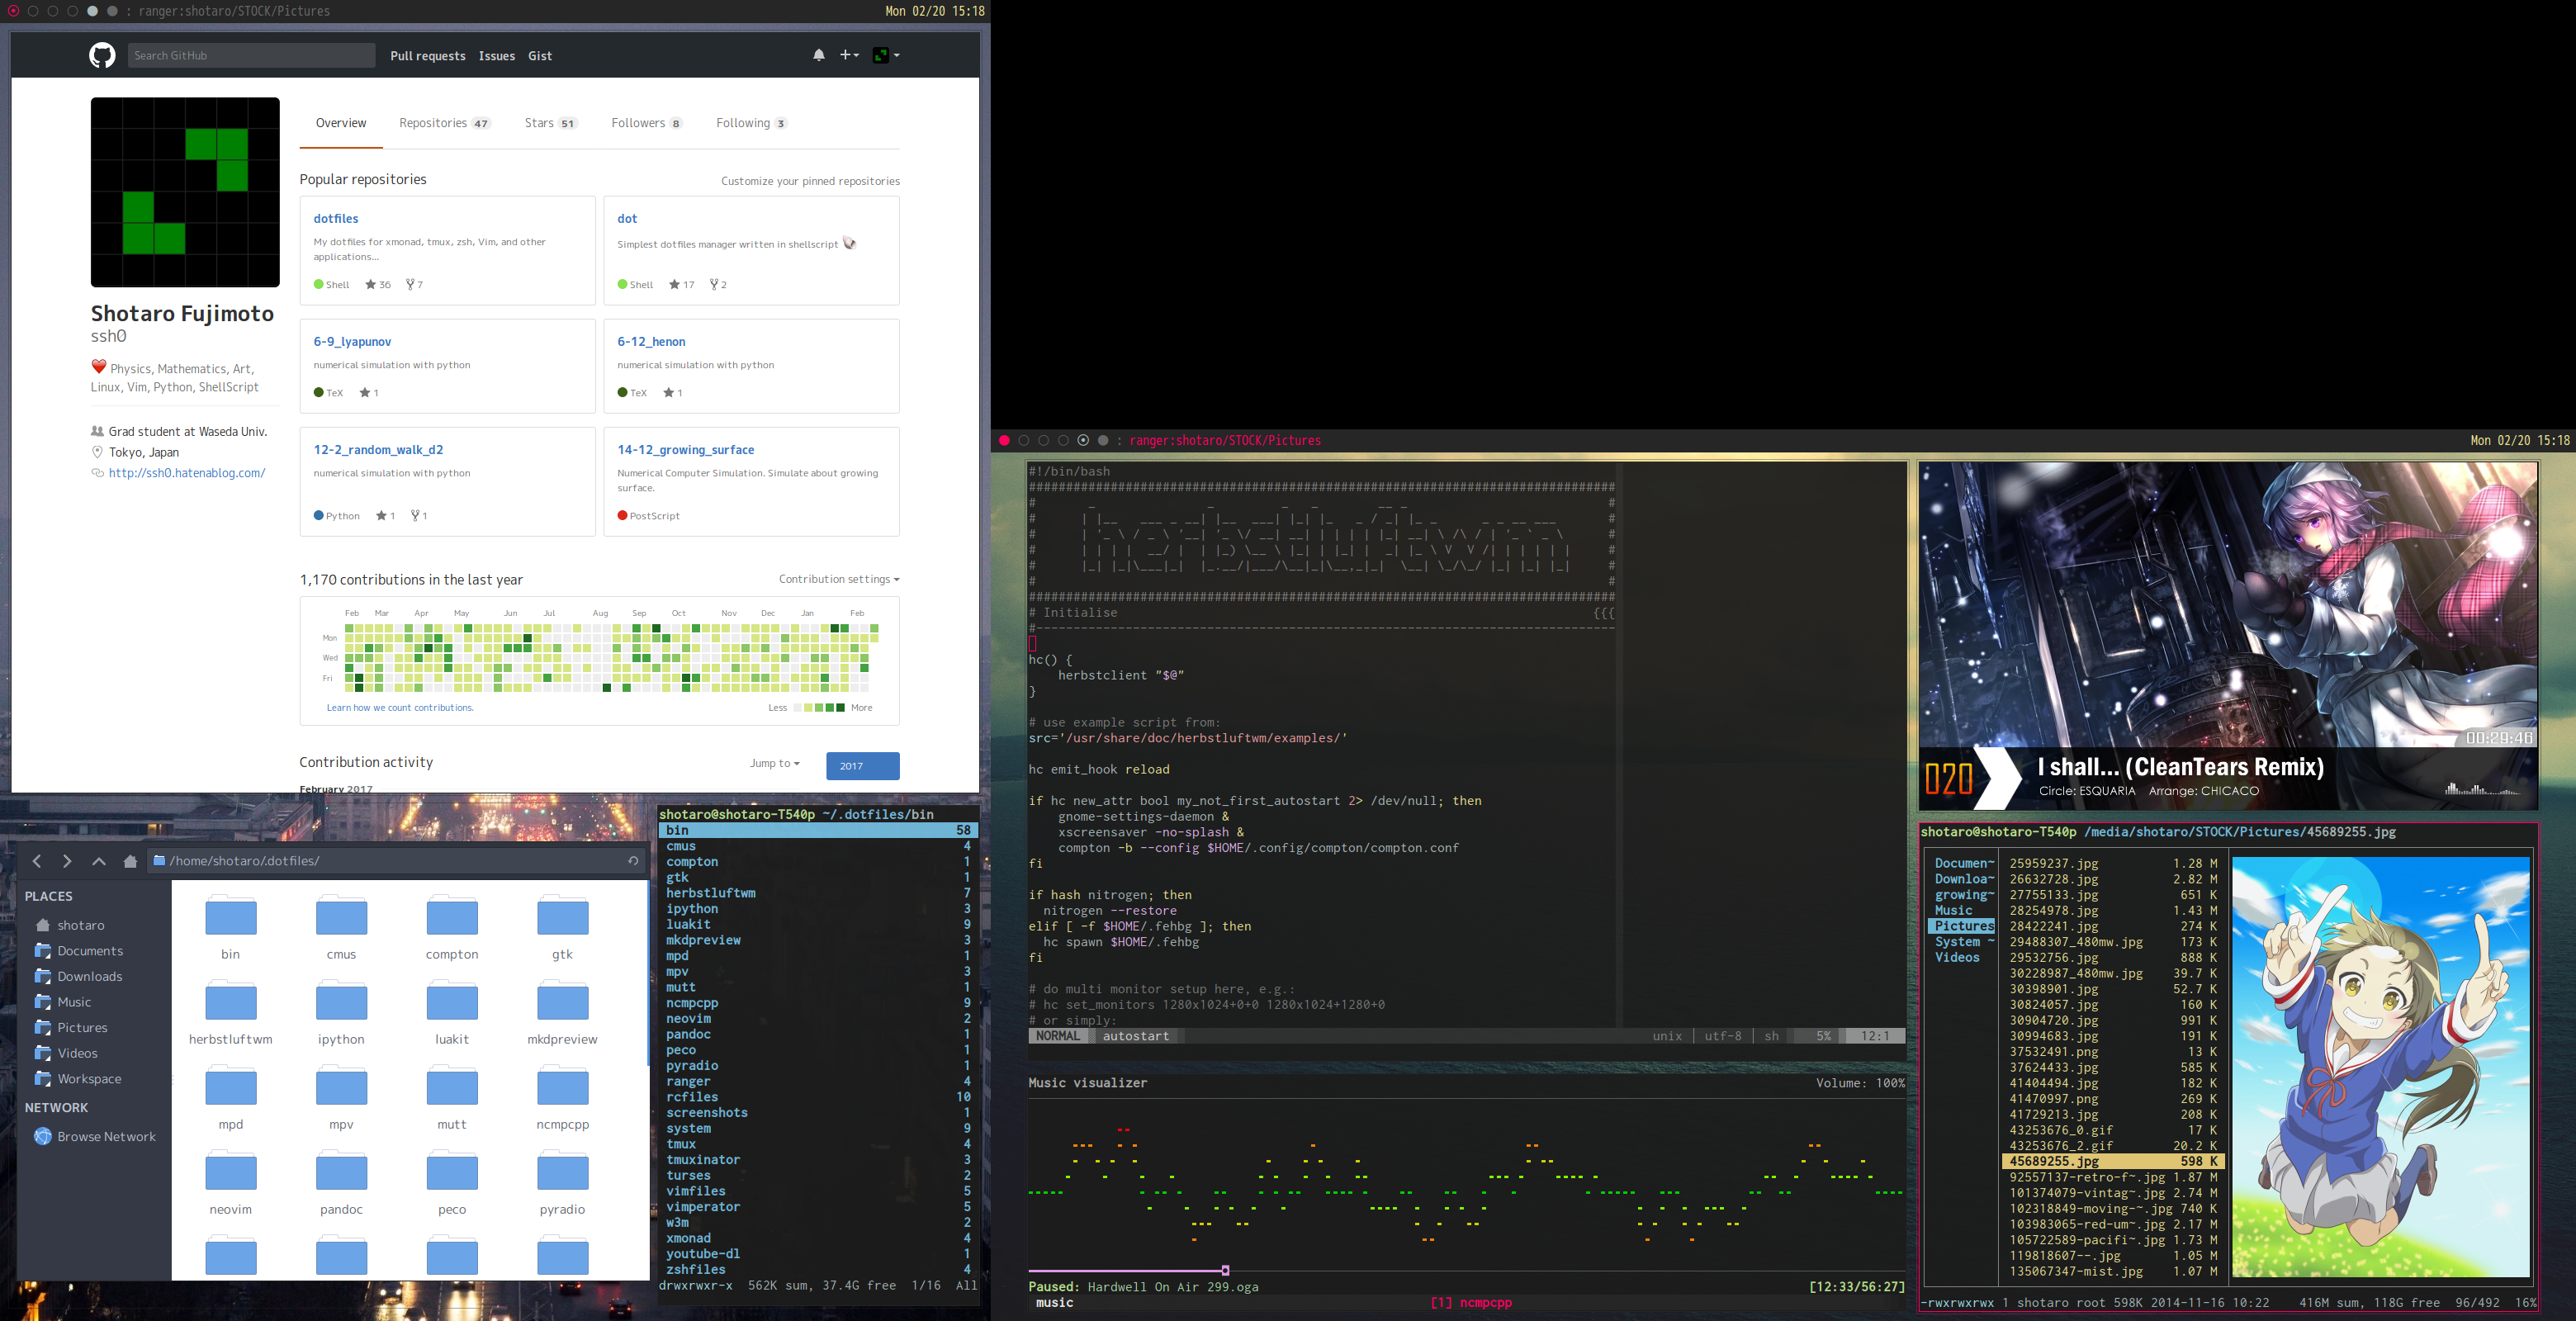 : ranger:shotaro/STOCK/Pictures
Mon 02/20 15:18
Search GitHub
Pull requests Issues Gist
Overview Repositories 47 Stars 51 Followers 8 Following 3
Shotaro Fujimoto
ssh0
Physics, Mathematics, Art,
Linux, Vim, Python, ShellScript
Grad student at Waseda Univ.
Tokyo, Japan
http://ssh0.hatenablog.com/
Popular repositories
Customize your pinned repositories
dotfiles
My dotfiles for xmonad, tmux, zsh, Vim, and other
applications...
Shell 36 7
dot
Simplest dotfiles manager written in shellscript
Shell 17 2
6-9_lyapunov
numerical simulation with python
TeX 1
6-12_henon
numerical simulation with python
TeX 1
12-2_random_walk_d2
numerical simulation with python
Python 1 1
14-12_growing_surface
Numerical Computer Simulation. Simulate about growing
surface.
PostScript
1,170 contributions in the last year
Contribution settings
Feb Mar Apr May Jun Jul Aug Sep Oct Nov Dec Jan Feb
Mon
Wed
Fri
Learn how we count contributions.
Less More
Contribution activity
Jump to
2017
February 2017
/home/shotaro/.dotfiles/
PLACES
shotaro
Documents
Downloads
Music
Pictures
Videos
Workspace
NETWORK
Browse Network
bin cmus compton gtk
herbstluftwm ipython luakit mkdpreview
mpd mpv mutt ncmpcpp
neovim pandoc peco pyradio
shotaro@shotaro-T540p ~/.dotfiles/bin
bin 58
cmus 4
compton 1
gtk 1
herbstluftwm 7
ipython 3
luakit 9
mkdpreview 3
mpd 1
mpv 3
mutt 1
ncmpcpp 9
neovim 2
pandoc 1
peco 1
pyradio 1
ranger 4
rcfiles 10
screenshots 1
system 9
tmux 4
tmuxinator 3
turses 2
vimfiles 5
vimperator 5
w3m 2
xmonad 4
youtube-dl 1
zshfiles 4
drwxrwxr-x 562K sum, 37.4G free 1/16 All
: ranger:shotaro/STOCK/Pictures
Mon 02/20 15:18
#!/bin/bash
# Initialise {{{
hc() {
herbstclient "$@"
}
# use example script from:
src='/usr/share/doc/herbstluftwm/examples/'
hc emit_hook reload
if hc new_attr bool my_not_first_autostart 2> /dev/null; then
gnome-settings-daemon &
xscreensaver -no-splash &
compton -b --config $HOME/.config/compton/compton.conf
fi
if hash nitrogen; then
nitrogen --restore
elif [ -f $HOME/.fehbg ]; then
hc spawn $HOME/.fehbg
fi
# do multi monitor setup here, e.g.:
# hc set_monitors 1280x1024+0+0 1280x1024+1280+0
# or simply:
NORMAL autostart unix utf-8 sh 5% 12:1
Music visualizer Volume: 100%
Paused: Hardwell On Air 299.oga [12:33/56:27]
music [1] ncmpcpp
00:29:46
020
I shall... (CleanTears Remix)
Circle: ESQUARIA Arrange: CHICACO
shotaro@shotaro-T540p /media/shotaro/STOCK/Pictures/45689255.jpg
Documen~
Downloa~
growing~
Music
Pictures
System ~
Videos
25959237.jpg 1.28 M
26632728.jpg 2.82 M
27755133.jpg 651 K
28254978.jpg 1.43 M
28422241.jpg 274 K
29488307_480mw.jpg 173 K
29532756.jpg 888 K
30228987_480mw.jpg 39.7 K
30398901.jpg 52.7 K
30824057.jpg 160 K
30904720.jpg 991 K
30994683.jpg 191 K
37532491.png 13 K
37624433.jpg 585 K
41404494.jpg 182 K
41470997.png 269 K
41729213.jpg 208 K
43253676_0.gif 17 K
43253676_2.gif 20.2 K
45689255.jpg 598 K
92557137-retro-f~.jpg 1.87 M
101374079-vintag~.jpg 2.74 M
102318849-moving-~.jpg 740 K
103983065-red-um~.jpg 2.17 M
105722589-pacifi~.jpg 1.73 M
119818607--.jpg 1.05 M
135067347-mist.jpg 1.07 M
-rwxrwxrwx 1 shotaro root 598K 2014-11-16 10:22 416M sum, 118G free 96/492 16%